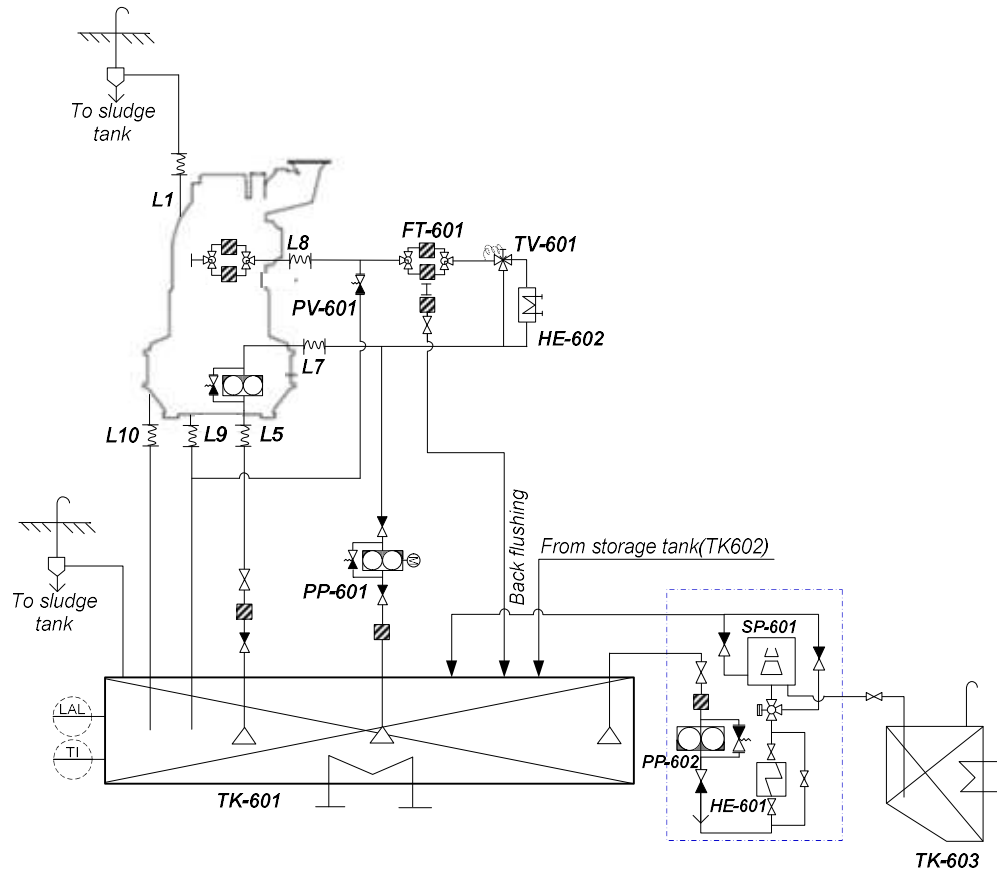 To sludge
tank
L1
L8
FT-601
TV-601
PV-601
HE-602
L7
L10
L9
L5
Back flushing
From storage tank(TK602)
To sludge
tank
PP-601
M
SP-601
LAL
TI
PP-602
TK-601
HE-601
TK-603